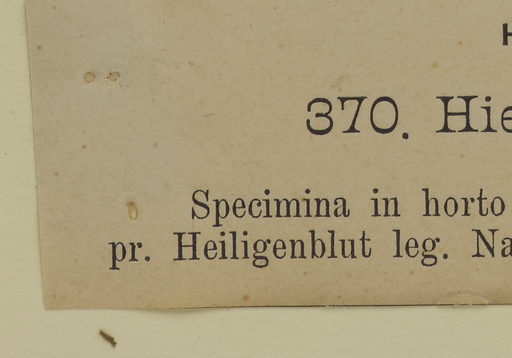 370. Hie
Specimina in horto
pr. Heiligenblut leg. Na